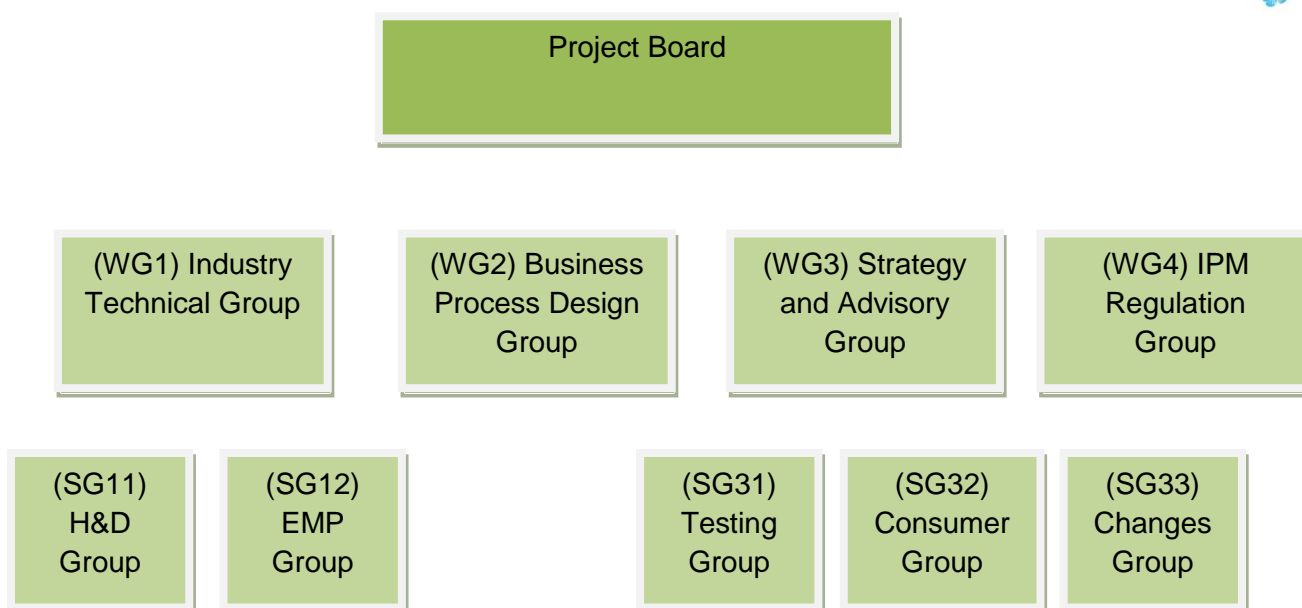 Project Board
(WG1) Industry
Technical Group
(WG2) Business
Process Design
Group
(WG3) Strategy
and Advisory
Group
(WG4) IPM
Regulation
Group
(SG11)
H&D
Group
(SG12)
EMP
Group
(SG31)
Testing
Group
(SG32)
Consumer
Group
(SG33)
Changes
Group